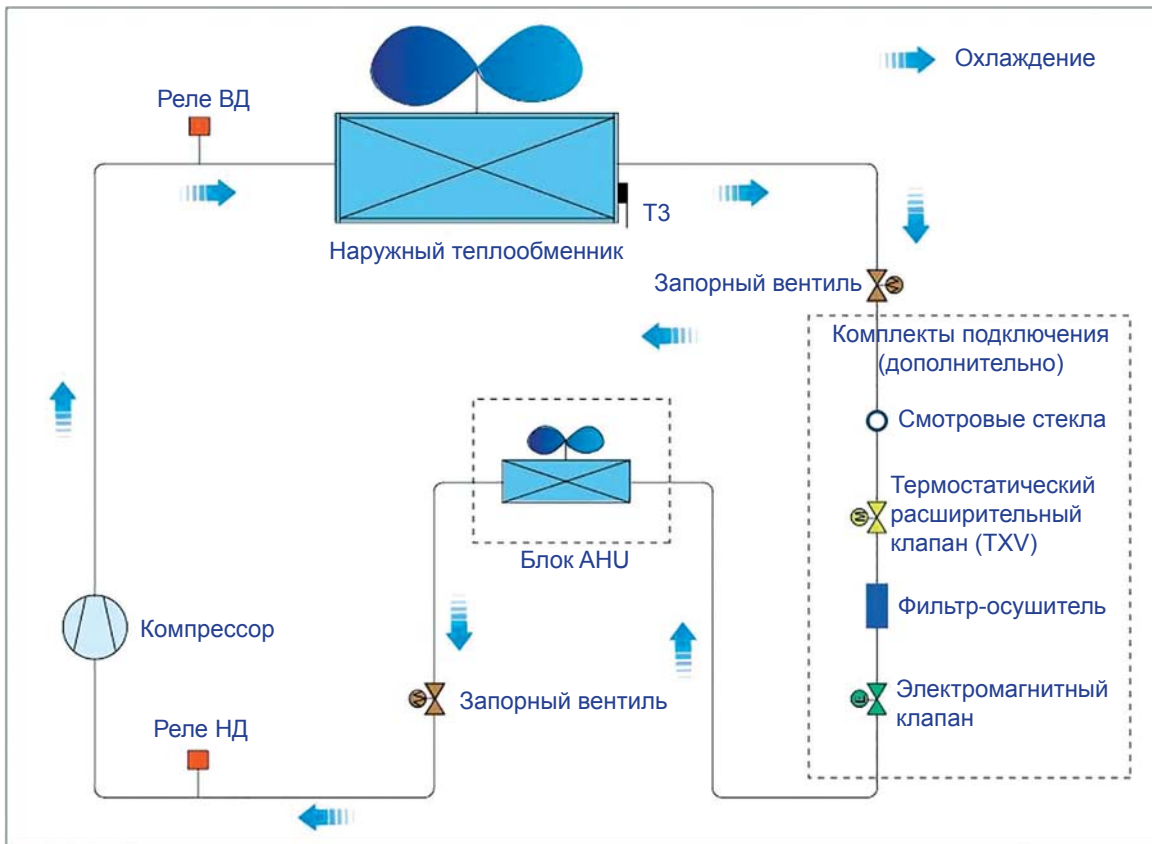 Охлаждение
Реле ВД
Т3
Наружный теплообменник
Запорный вентиль
Комплекты подключения
(дополнительно)
Смотровые стекла
Термостатический
расширительный
клапан (TXV)
Блок AHU
Фильтр-осушитель
Компрессор
Электромагнитный
клапан
Запорный вентиль
Реле НД